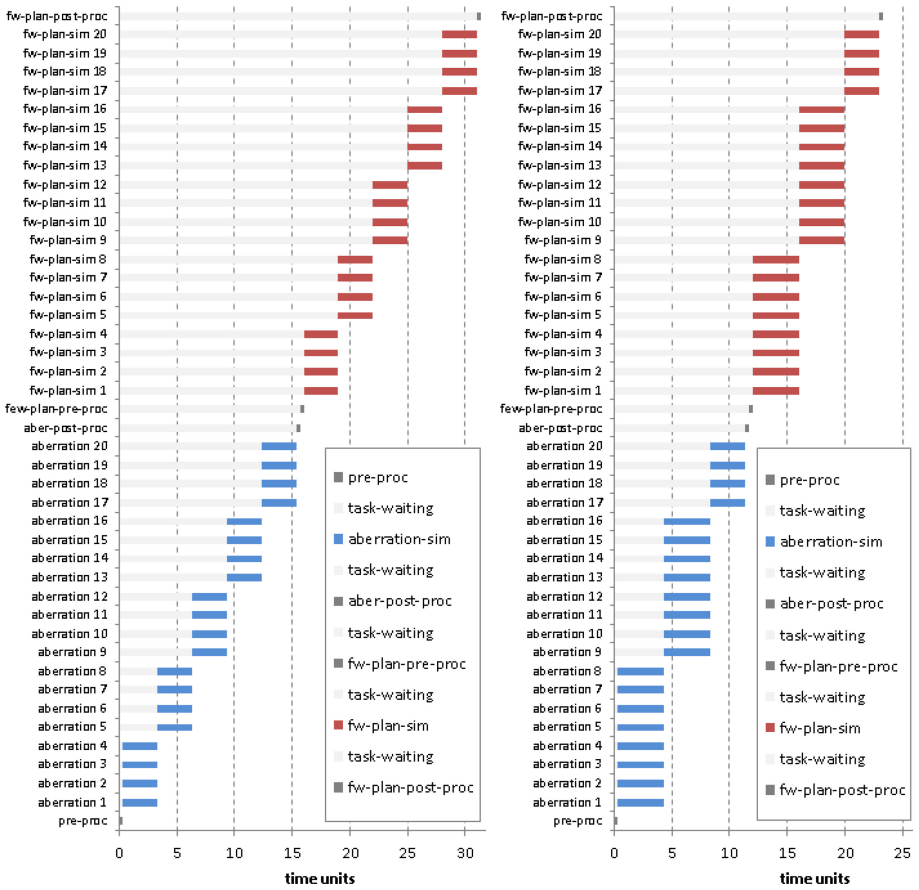 fw-plan-post-proc
fw-plan-sim 20
fw-plan-sim 19
fw-plan-sim 18
fw-plan-sim 17
fw-plan-sim 16
fw-plan-sim 15
fw-plan-sim 14
fw-plan-sim 13
fw-plan-sim 12
fw-plan-sim 11
fw-plan-sim 10
fw-plan-sim 9
fw-plan-sim 8
fw-plan-sim 7
fw-plan-sim 6
fw-plan-sim 5
fw-plan-sim 4
fw-plan-sim 3
fw-plan-sim 2
fw-plan-sim 1
few-plan-pre-proc
aber-post-proc
aberration 20
aberration 19
aberration 18
aberration 17
aberration 16
aberration 15
aberration 14
aberration 13
aberration 12
aberration 11
aberration 10
aberration 9
aberration 8
aberration 7
aberration 6
aberration 5
aberration 4
aberration 3
aberration 2
aberration 1
pre-proc
0 5 10 15 20 25 30
time units
pre-proc
task-waiting
aberration-sim
task-waiting
aber-post-proc
task-waiting
fw-plan-pre-proc
task-waiting
fw-plan-sim
task-waiting
fw-plan-post-proc
fw-plan-post-proc
fw-plan-sim 20
fw-plan-sim 19
fw-plan-sim 18
fw-plan-sim 17
fw-plan-sim 16
fw-plan-sim 15
fw-plan-sim 14
fw-plan-sim 13
fw-plan-sim 12
fw-plan-sim 11
fw-plan-sim 10
fw-plan-sim 9
fw-plan-sim 8
fw-plan-sim 7
fw-plan-sim 6
fw-plan-sim 5
fw-plan-sim 4
fw-plan-sim 3
fw-plan-sim 2
fw-plan-sim 1
few-plan-pre-proc
aber-post-proc
aberration 20
aberration 19
aberration 18
aberration 17
aberration 16
aberration 15
aberration 14
aberration 13
aberration 12
aberration 11
aberration 10
aberration 9
aberration 8
aberration 7
aberration 6
aberration 5
aberration 4
aberration 3
aberration 2
aberration 1
pre-proc
0 5 10 15 20 25
time units
pre-proc
task-waiting
aberration-sim
task-waiting
aber-post-proc
task-waiting
fw-plan-pre-proc
task-waiting
fw-plan-sim
task-waiting
fw-plan-post-proc